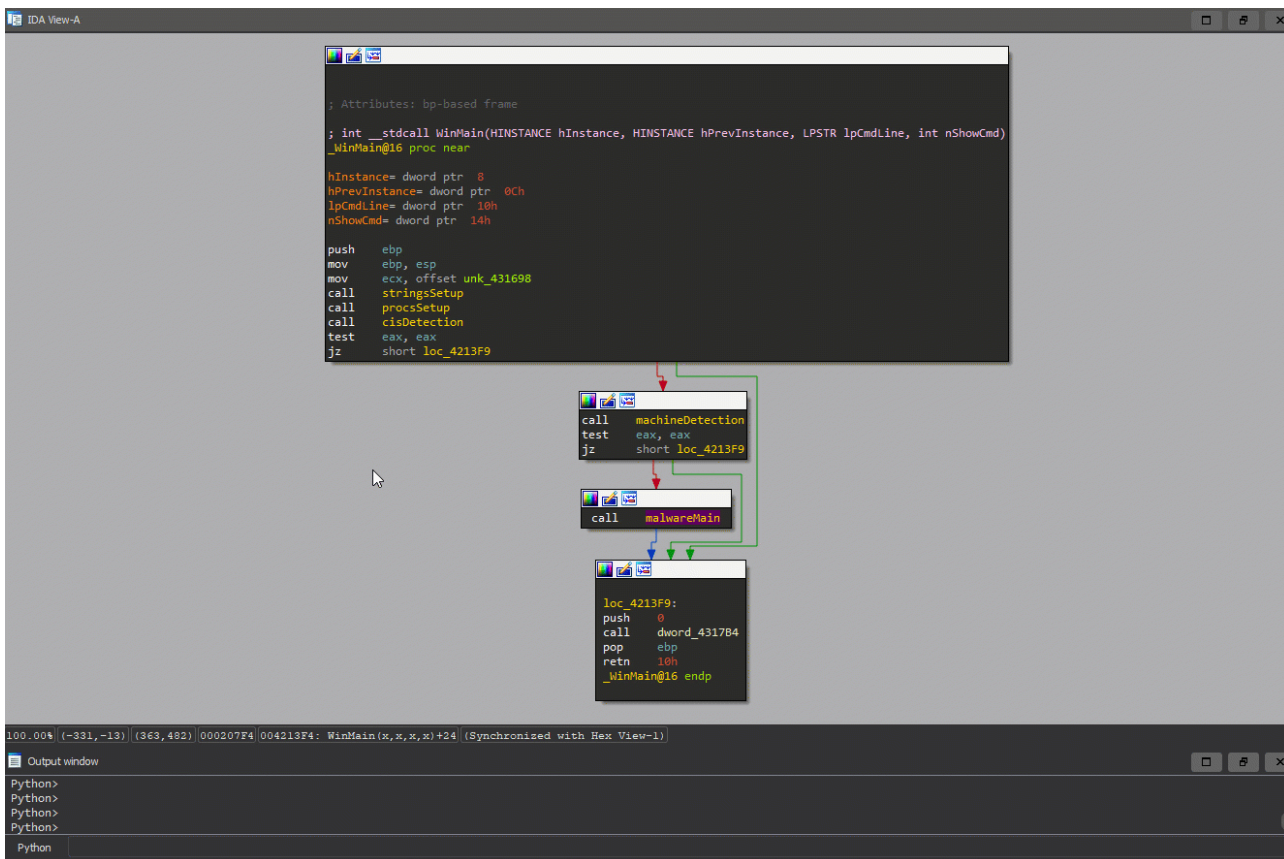 IDA View-A
; Attributes: bp-based frame
; int __stdcall WinMain(HINSTANCE hInstance, HINSTANCE hPrevInstance, LPSTR lpCmdLine, int nShowCmd)
_WinMain@16 proc near
hInstance= dword ptr  8
hPrevInstance= dword ptr  0Ch
lpCmdLine= dword ptr  10h
nShowCmd= dword ptr  14h
push    ebp
mov     ebp, esp
mov     ecx, offset unk_431698
call    stringsSetup
call    procsSetup
call    cisDetection
test    eax, eax
jz      short loc_4213F9
call    machineDetection
test    eax, eax
jz      short loc_4213F9
call    malwareMain
loc_4213F9:
push    0
call    dword_4317B4
pop     ebp
retn    10h
_WinMain@16 endp
100.00% (-331,-13) (363,482) 000207F4 004213F4: WinMain(x,x,x,x)+24 (Synchronized with Hex View-1)
Output window
Python>
Python>
Python>
Python>
Python